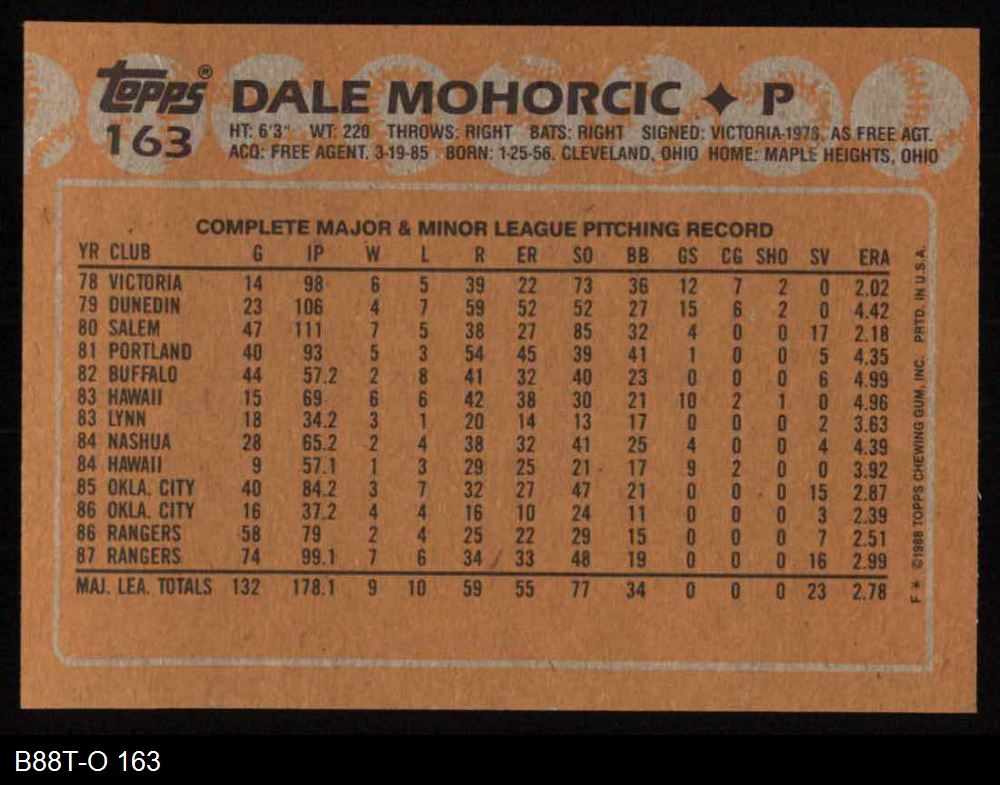 Topps® DALE MOHORCIC ✦ P
163 HT: 6'3" WT: 220 THROWS: RIGHT BATS: RIGHT SIGNED: VICTORIA-1978, AS FREE AGT.
ACQ: FREE AGENT, 3-19-85 BORN: 1-25-56, CLEVELAND, OHIO HOME: MAPLE HEIGHTS, OHIO
COMPLETE MAJOR & MINOR LEAGUE PITCHING RECORD
YR CLUB G IP W L R ER SO BB GS CG SHO SV ERA
78 VICTORIA 14 98 6 5 39 22 73 36 12 7 2 0 2.02
79 DUNEDIN 23 106 4 7 59 52 52 27 15 6 2 0 4.42
80 SALEM 47 111 7 5 38 27 85 32 4 0 0 17 2.18
81 PORTLAND 40 93 5 3 54 45 39 41 1 0 0 5 4.35
82 BUFFALO 44 57.2 2 8 41 32 40 23 0 0 0 6 4.99
83 HAWAII 15 69 6 6 42 38 30 21 10 2 1 0 4.96
83 LYNN 18 34.2 3 1 20 14 13 17 0 0 0 2 3.63
84 NASHUA 28 65.2 2 4 38 32 41 25 4 0 0 4 4.39
84 HAWAII 9 57.1 1 3 29 25 21 17 9 2 0 0 3.92
85 OKLA. CITY 40 84.2 3 7 32 27 47 21 0 0 0 15 2.87
86 OKLA. CITY 16 37.2 4 4 16 10 24 11 0 0 0 3 2.39
86 RANGERS 58 79 2 4 25 22 29 15 0 0 0 7 2.51
87 RANGERS 74 99.1 7 6 34 33 48 19 0 0 0 16 2.99
MAJ. LEA. TOTALS 132 178.1 9 10 59 55 77 34 0 0 0 23 2.78
F * ©1988 TOPPS CHEWING GUM, INC. PRTD. IN U.S.A.
B88T-O 163